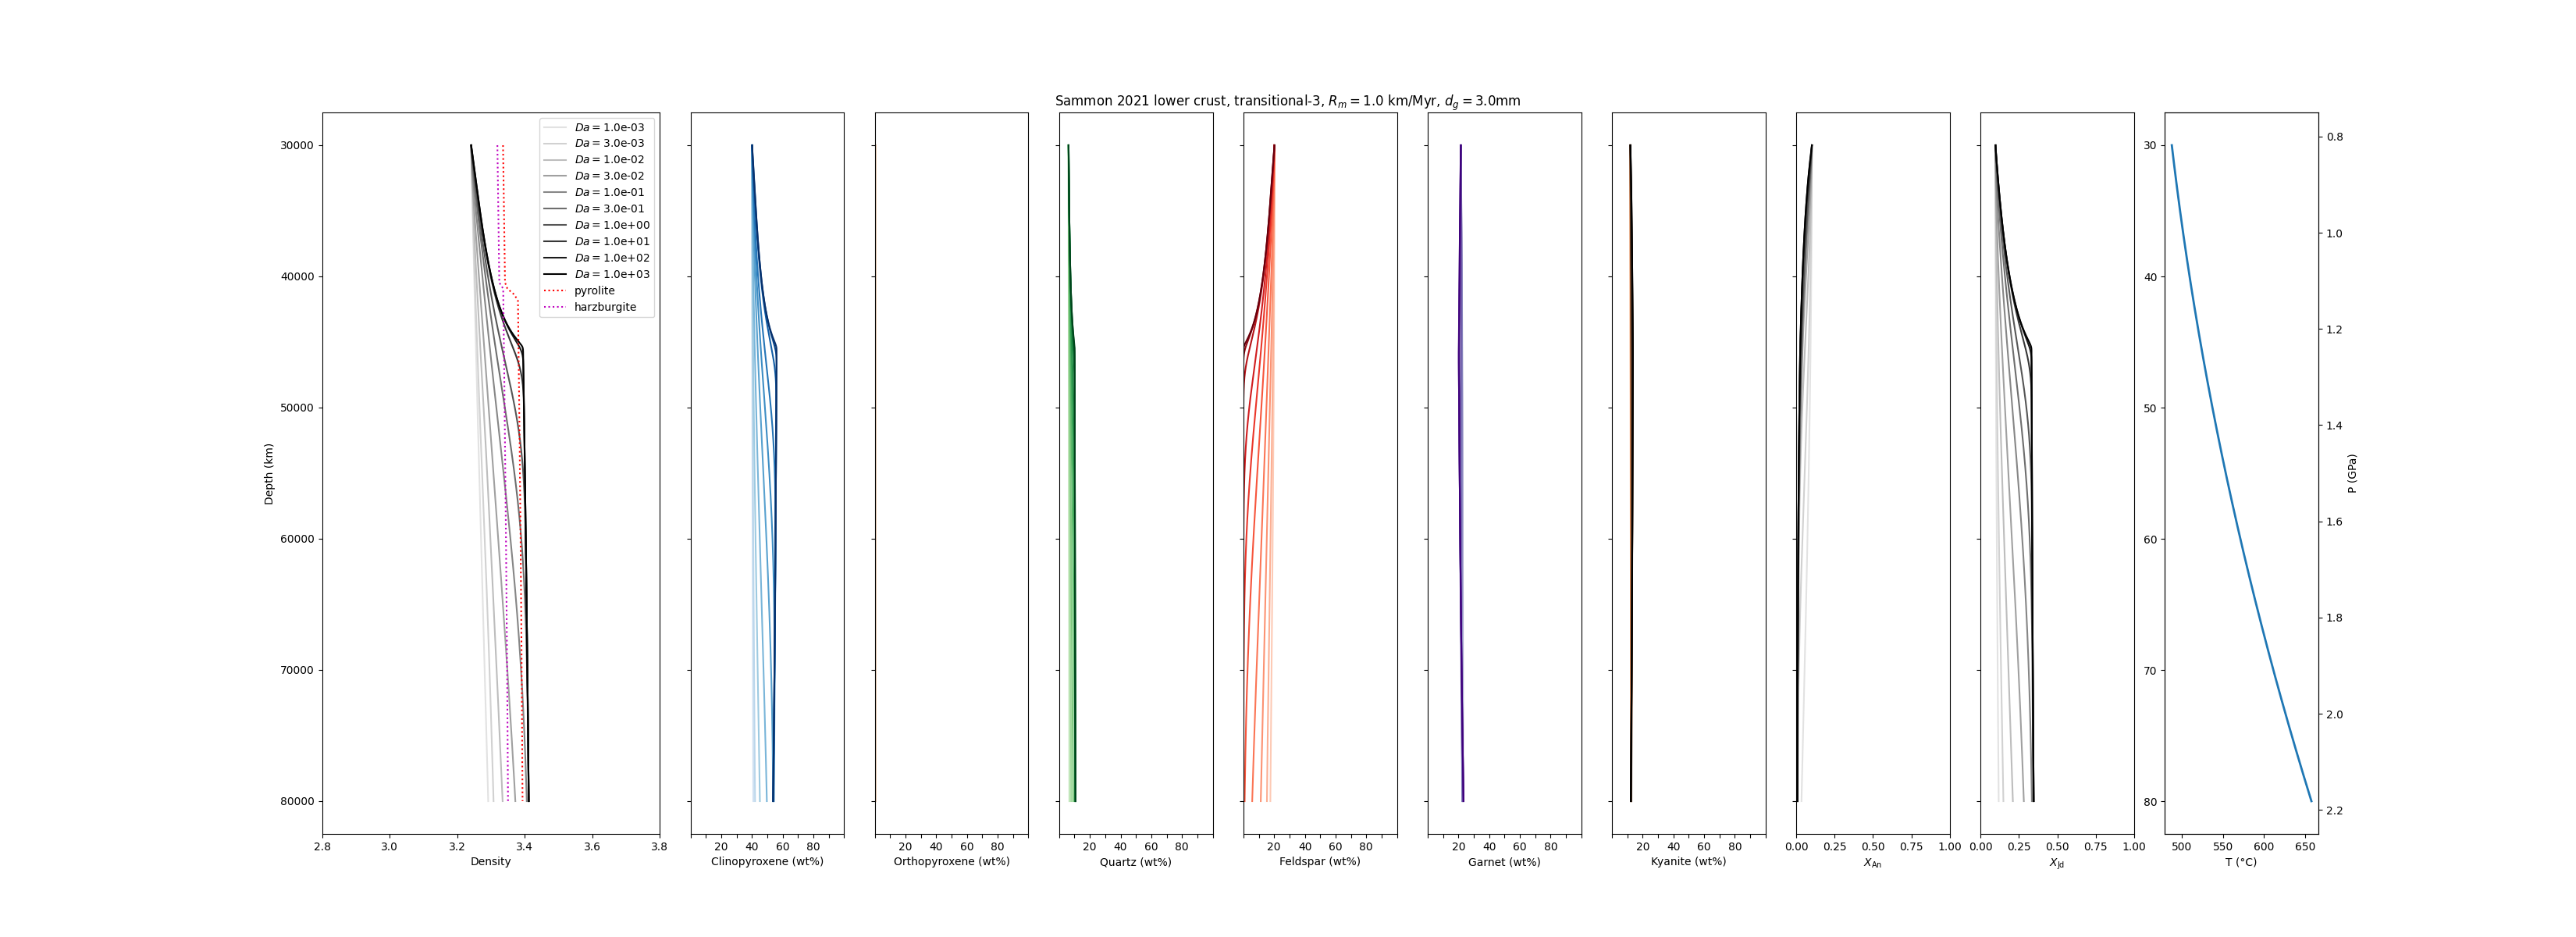 Sammon 2021 lower crust, transitional-3, R_m = 1.0 km/Myr, d_g = 3.0mm
Da = 1.0e-03
Da = 3.0e-03
Da = 1.0e-02
Da = 3.0e-02
Da = 1.0e-01
Da = 3.0e-01
Da = 1.0e+00
Da = 1.0e+01
Da = 1.0e+02
Da = 1.0e+03
pyrolite
harzburgite
Depth (km)
30000
40000
50000
60000
70000
80000
2.8 3.0 3.2 3.4 3.6 3.8
Density
20 40 60 80
Clinopyroxene (wt%)
20 40 60 80
Orthopyroxene (wt%)
20 40 60 80
Quartz (wt%)
20 40 60 80
Feldspar (wt%)
20 40 60 80
Garnet (wt%)
20 40 60 80
Kyanite (wt%)
0.00 0.25 0.50 0.75 1.00
X_An
0.00 0.25 0.50 0.75 1.00
X_Jd
30
40
50
60
70
80
500 550 600 650
T (°C)
0.8
1.0
1.2
1.4
1.6
1.8
2.0
2.2
P (GPa)